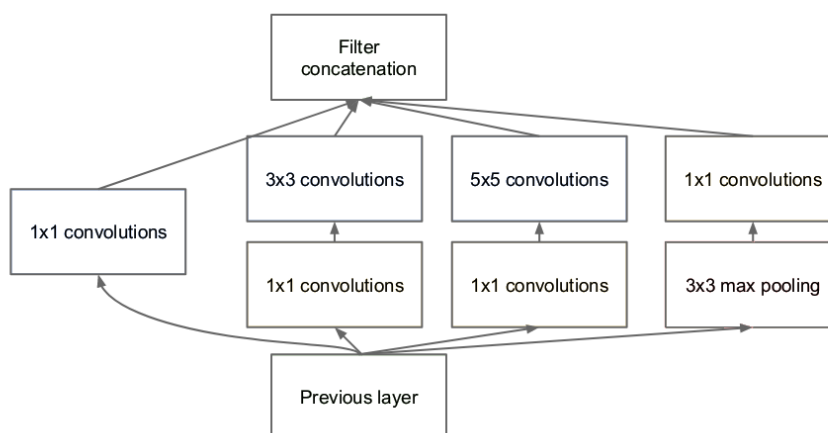 Filter
concatenation
3x3 convolutions
5x5 convolutions
1x1 convolutions
1x1 convolutions
1x1 convolutions
1x1 convolutions
3x3 max pooling
Previous layer